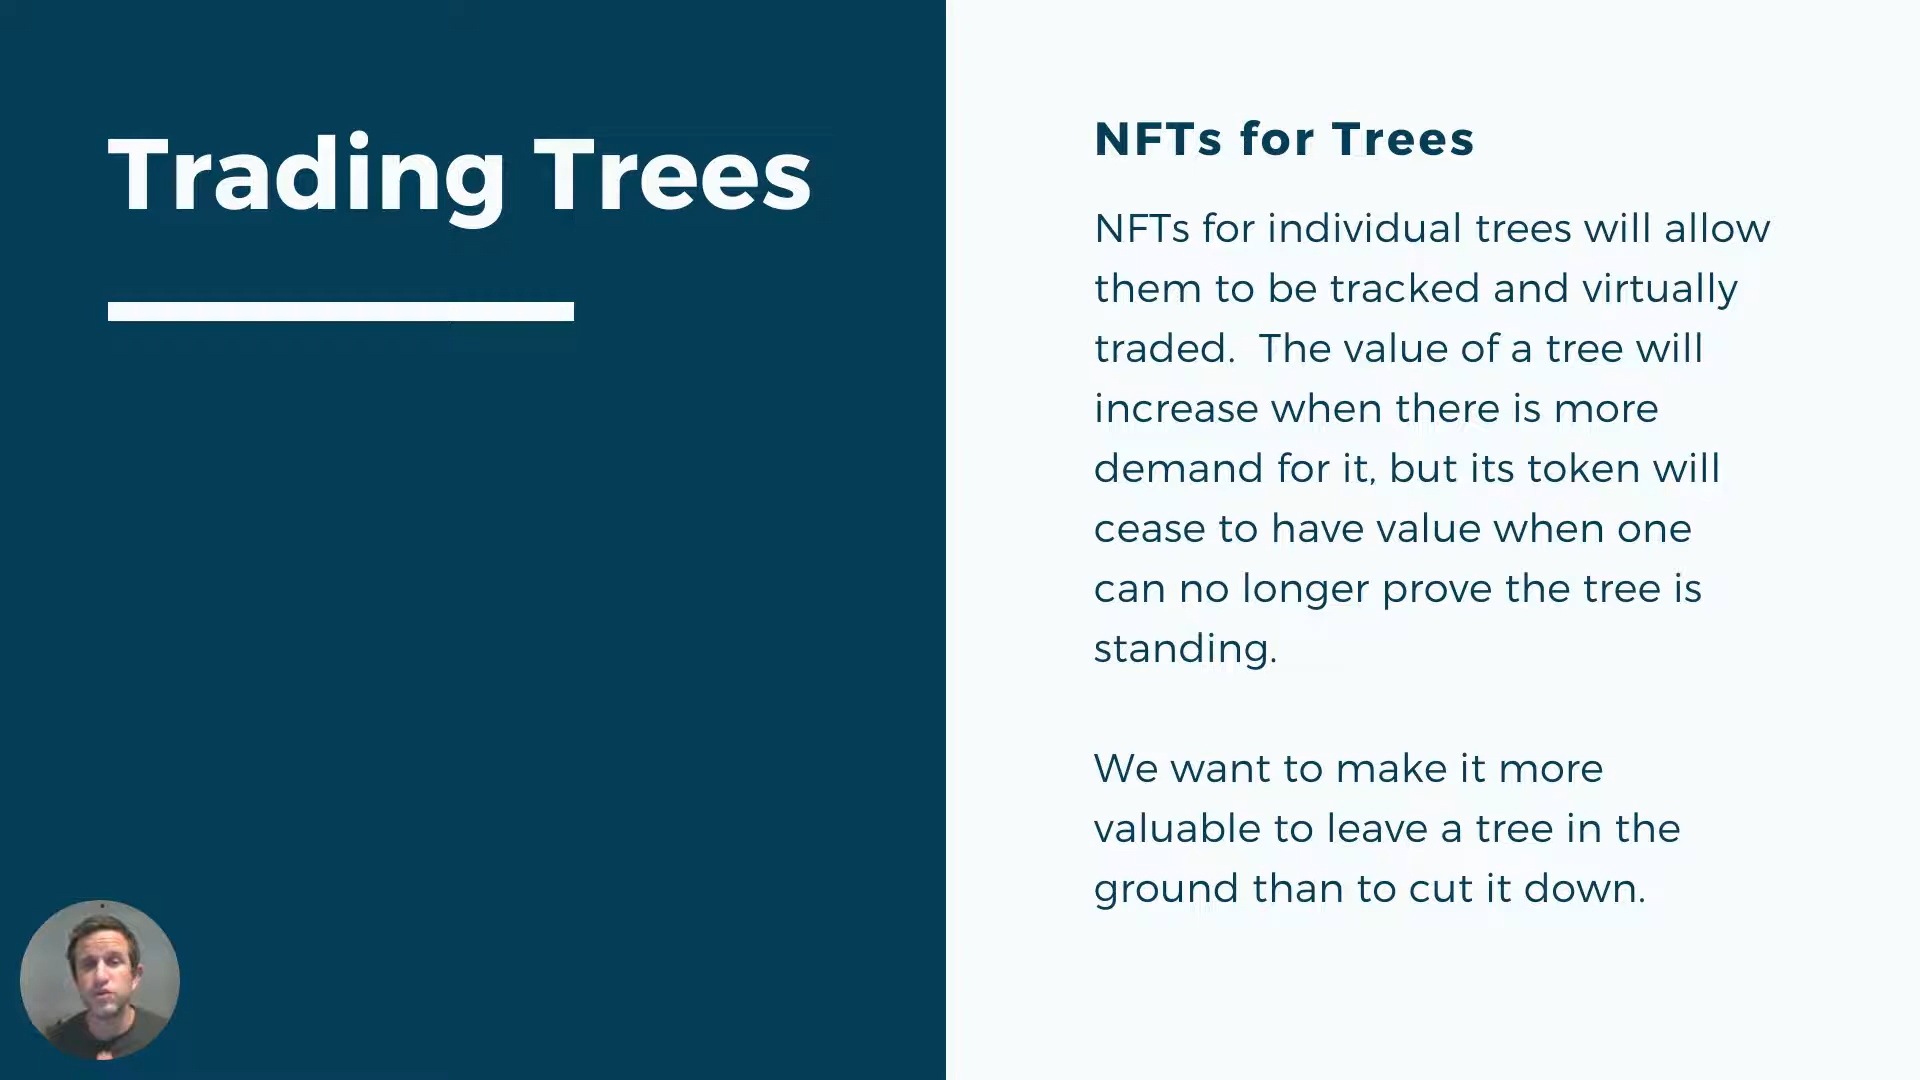 Trading Trees
NFTs for Trees
NFTs for individual trees will allow
them to be tracked and virtually
traded.  The value of a tree will
increase when there is more
demand for it, but its token will
cease to have value when one
can no longer prove the tree is
standing.
We want to make it more
valuable to leave a tree in the
ground than to cut it down.